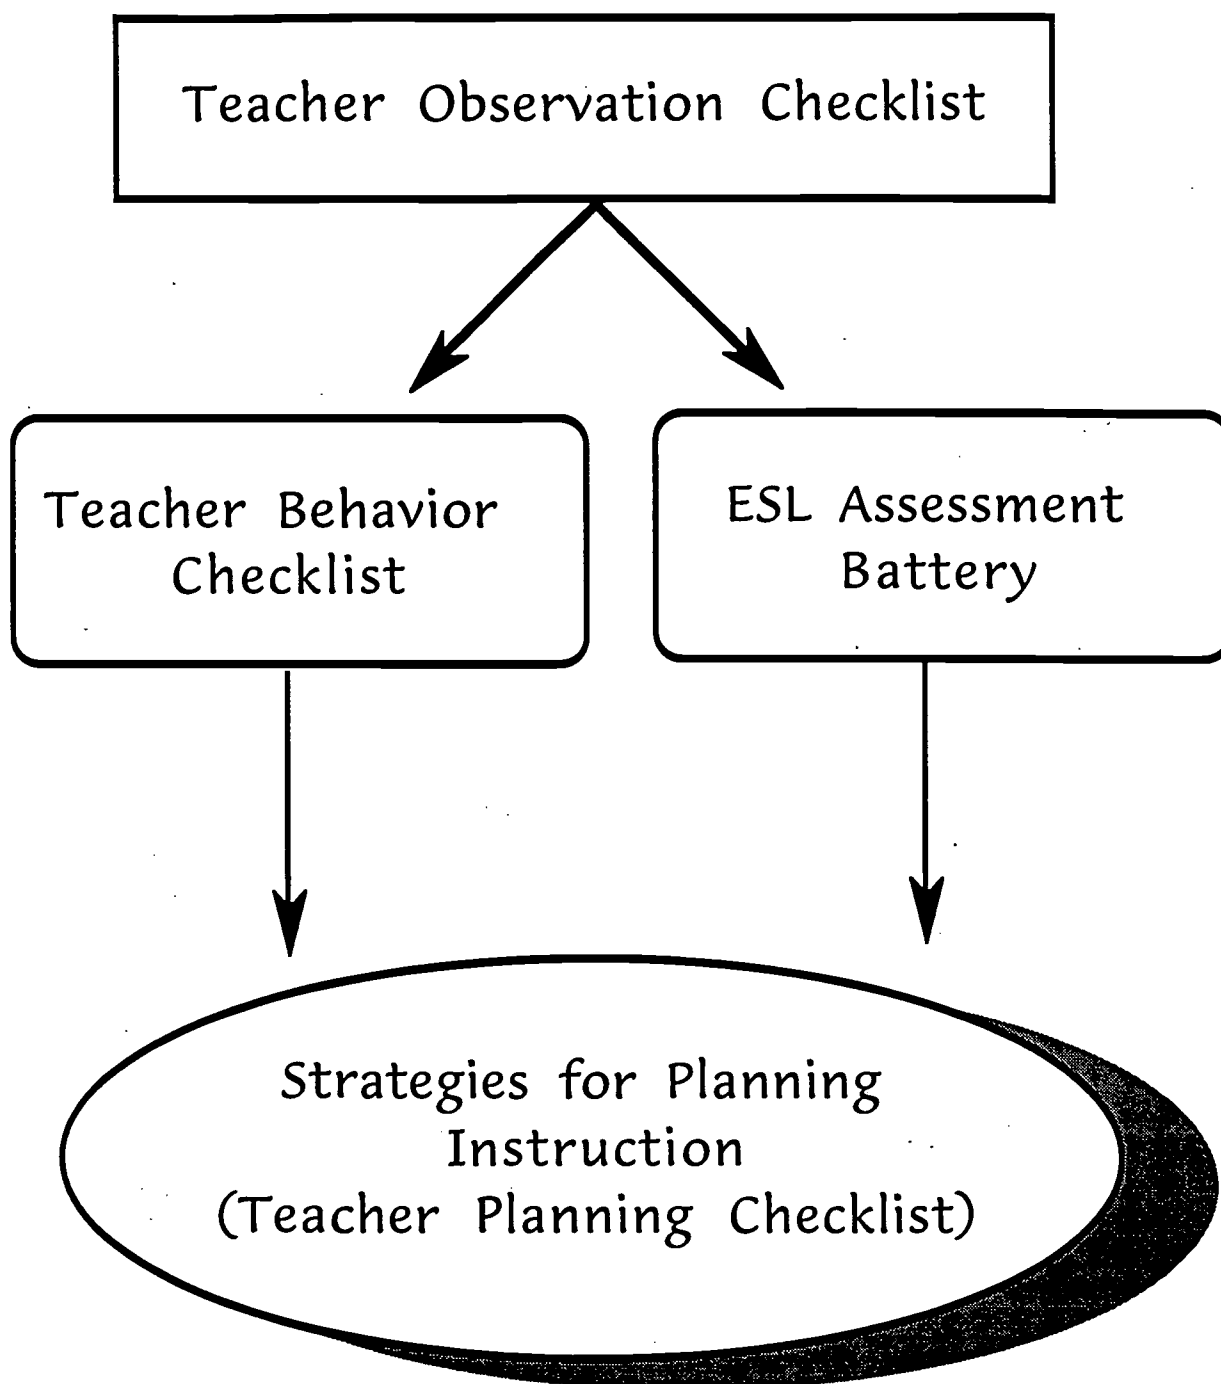 Teacher Observation Checklist
Teacher Behavior
Checklist
ESL Assessment
Battery
Strategies for Planning
Instruction
(Teacher Planning Checklist)